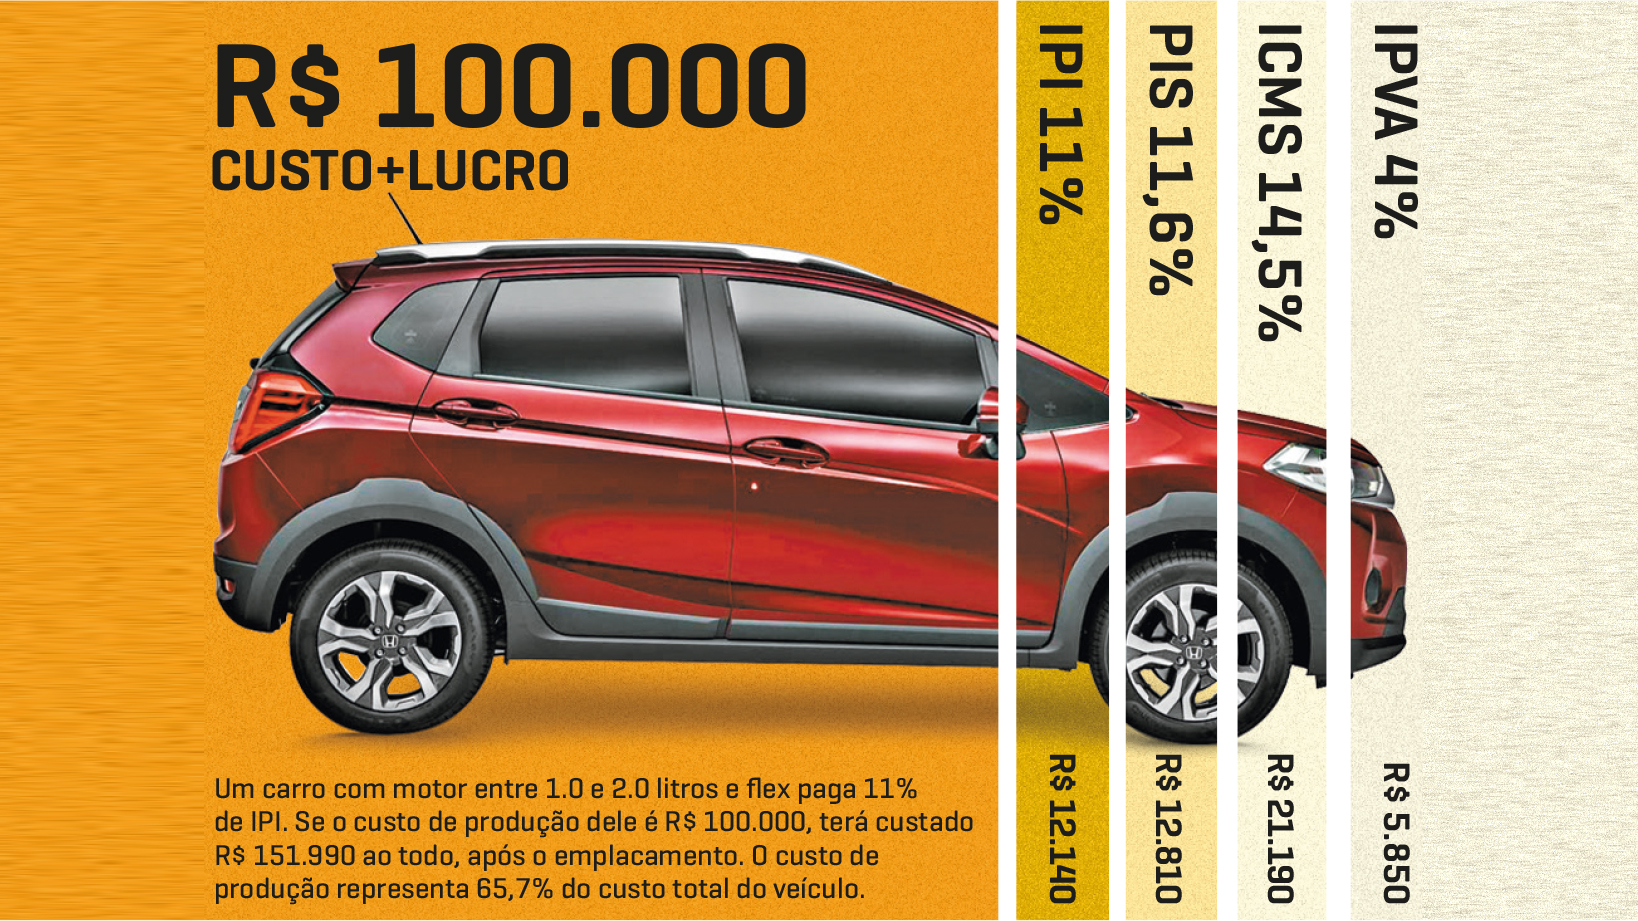 R$ 100.000
CUSTO+LUCRO
IPI 11%
PIS 11,6%
ICMS 14,5%
IPVA 4%
R$ 12.140
R$ 12.810
R$ 21.190
R$ 5.850
Um carro com motor entre 1.0 e 2.0 litros e flex paga 11%
de IPI. Se o custo de produção dele é R$ 100.000, terá custado
R$ 151.990 ao todo, após o emplacamento. O custo de
produção representa 65,7% do custo total do veículo.